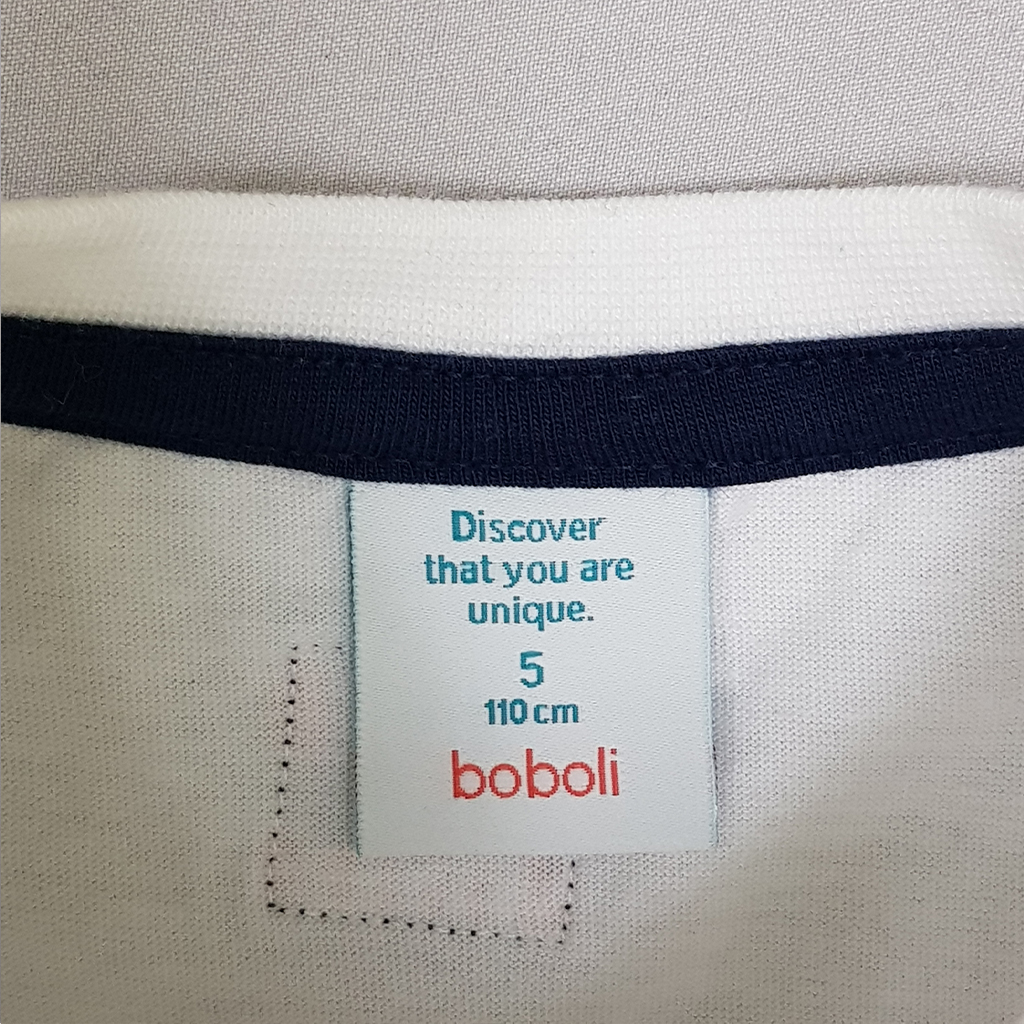 Discover
that you are
unique.
5
110 cm
boboli